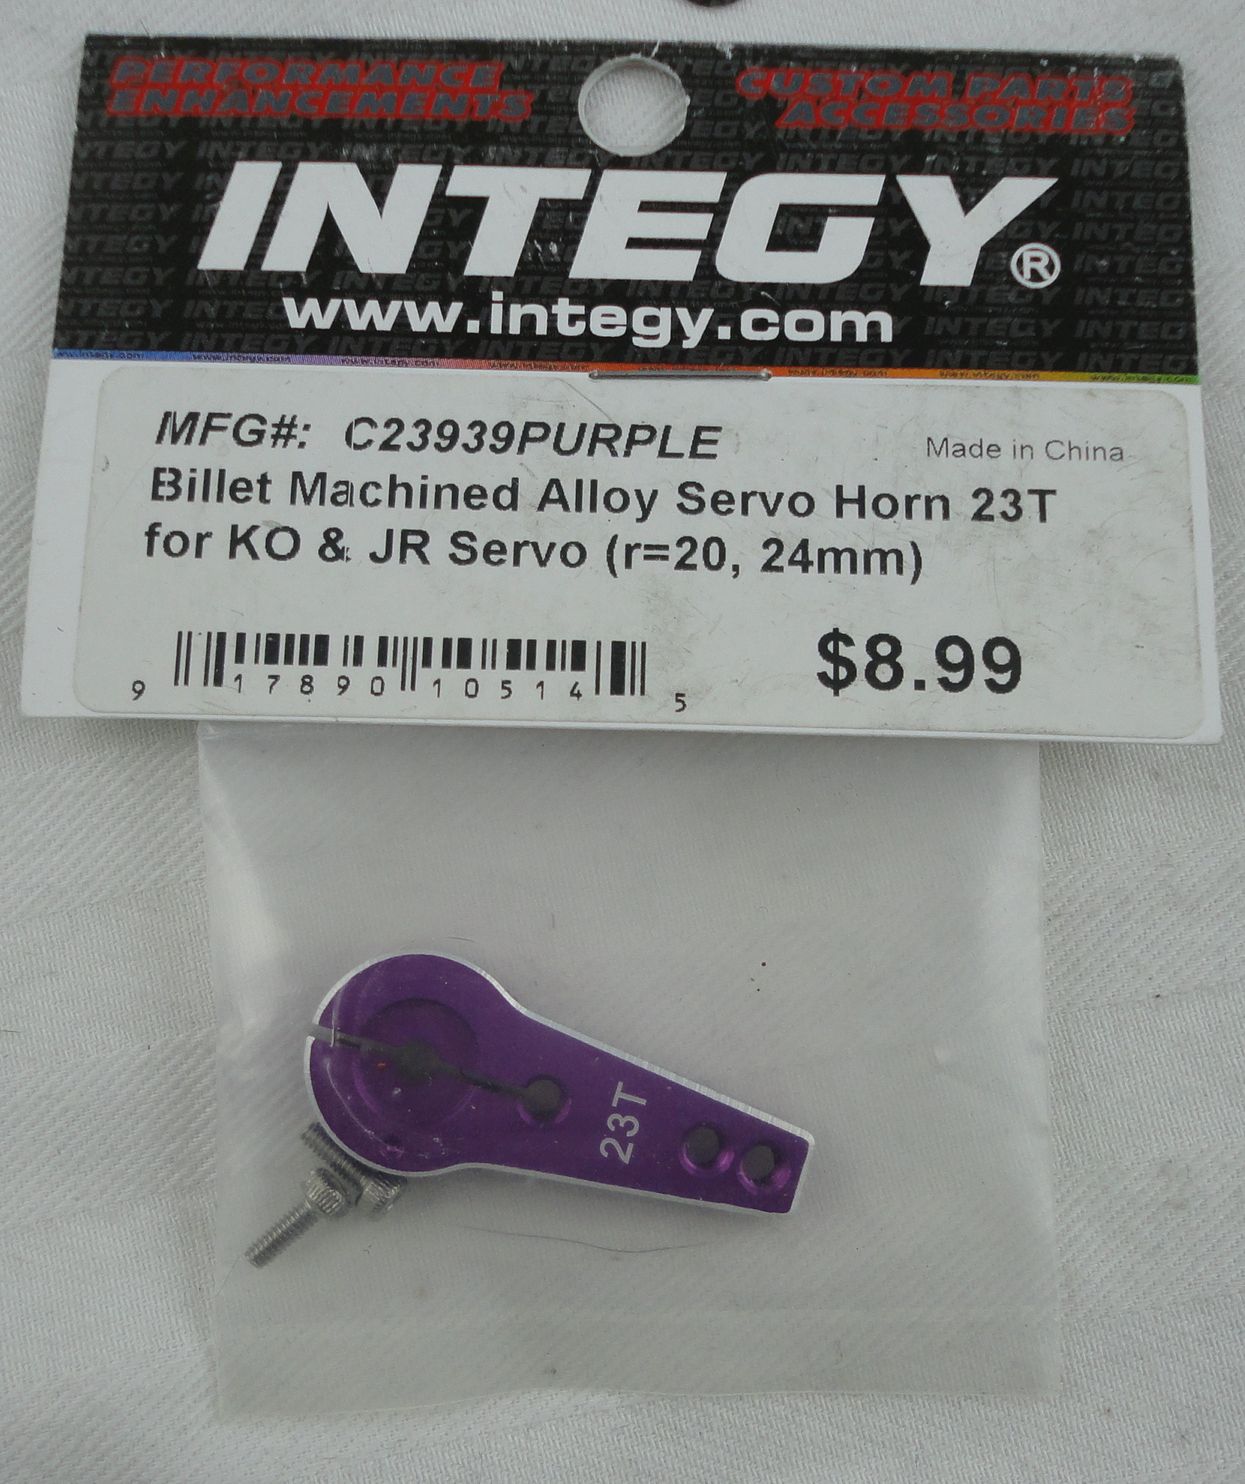 PERFORMANCE
ENHANCEMENTS
CUSTOM PARTS
ACCESSORIES
INTEGY®
www.integy.com
MFG#: C23939PURPLE
Made in China
Billet Machined Alloy Servo Horn 23T
for KO & JR Servo (r=20, 24mm)
$8.99
9 17890 10514 5
23T